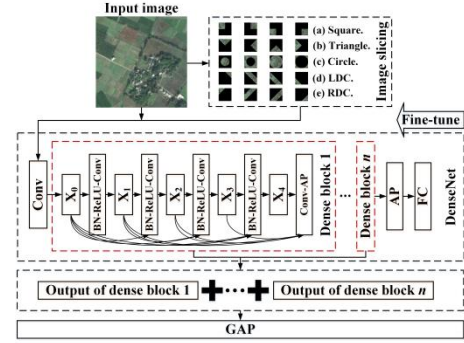 Input image
(a) Square.
(b) Triangle.
(c) Circle.
(d) LDC.
(e) RDC.
Image slicing
Fine-tune
Conv
X0
BN-ReLU-Conv
X1
BN-ReLU-Conv
X2
BN-ReLU-Conv
X3
BN-ReLU-Conv
X4
Conv-AP
Dense block 1
...
Dense block n
AP
FC
DenseNet
Output of dense block 1 + ... + Output of dense block n
GAP